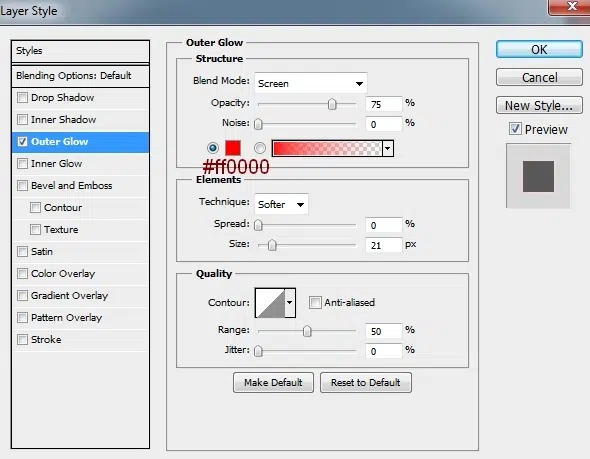 Layer Style
Styles
Blending Options: Default
Drop Shadow
Inner Shadow
Outer Glow
Inner Glow
Bevel and Emboss
Contour
Texture
Satin
Color Overlay
Gradient Overlay
Pattern Overlay
Stroke
Outer Glow
Structure
Blend Mode: Screen
Opacity: 75 %
Noise: 0 %
#ff0000
Elements
Technique: Softer
Spread: 0 %
Size: 21 px
Quality
Contour: Anti-aliased
Range: 50 %
Jitter: 0 %
Make Default Reset to Default
OK
Cancel
New Style...
Preview